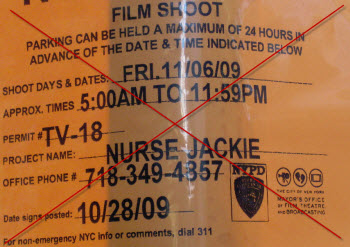 FILM SHOOT
PARKING CAN BE HELD A MAXIMUM OF 24 HOURS IN
ADVANCE OF THE DATE & TIME INDICATED BELOW
SHOOT DAYS & DATES: FRI. 11/06/09
APPROX. TIMES 5:00AM TO 11:59PM
PERMIT # TV-18
PROJECT NAME: NURSE JACKIE
OFFICE PHONE # 718-349-4857
NYPD
THE CITY OF NEW YORK
MAYOR'S OFFICE
OF FILM THEATRE
AND BROADCASTING
Date signs posted: 10/28/09
For non-emergency NYC info or comments, dial 311